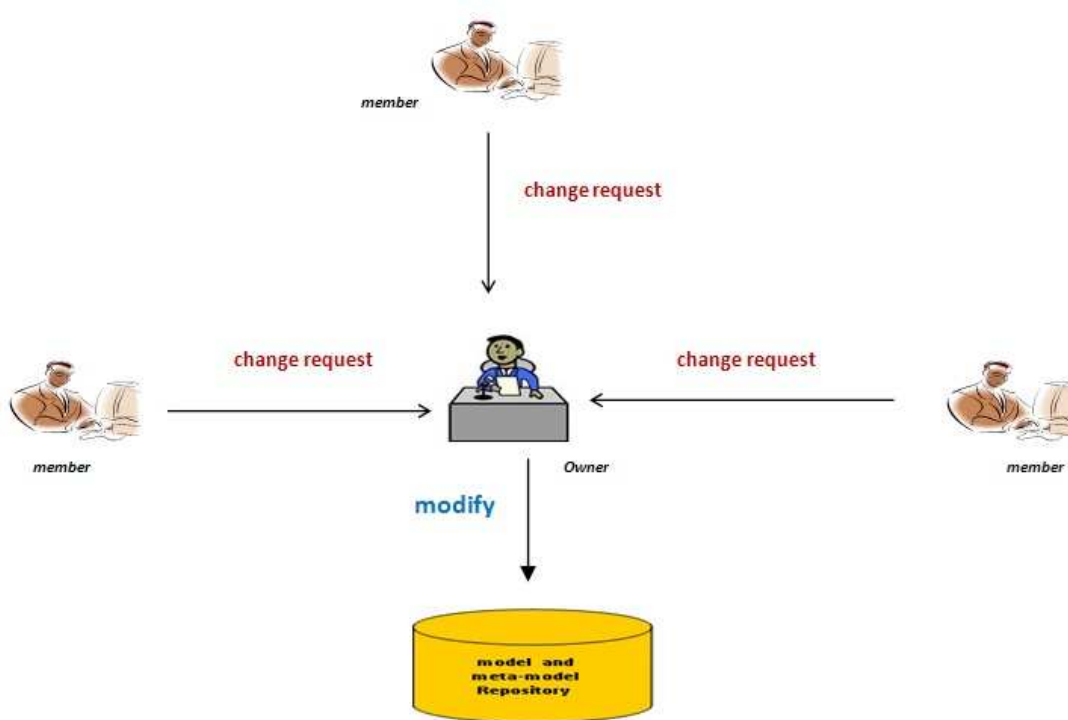 member
change request
change request
change request
member
Owner
member
modify
model and
meta-model
Repository